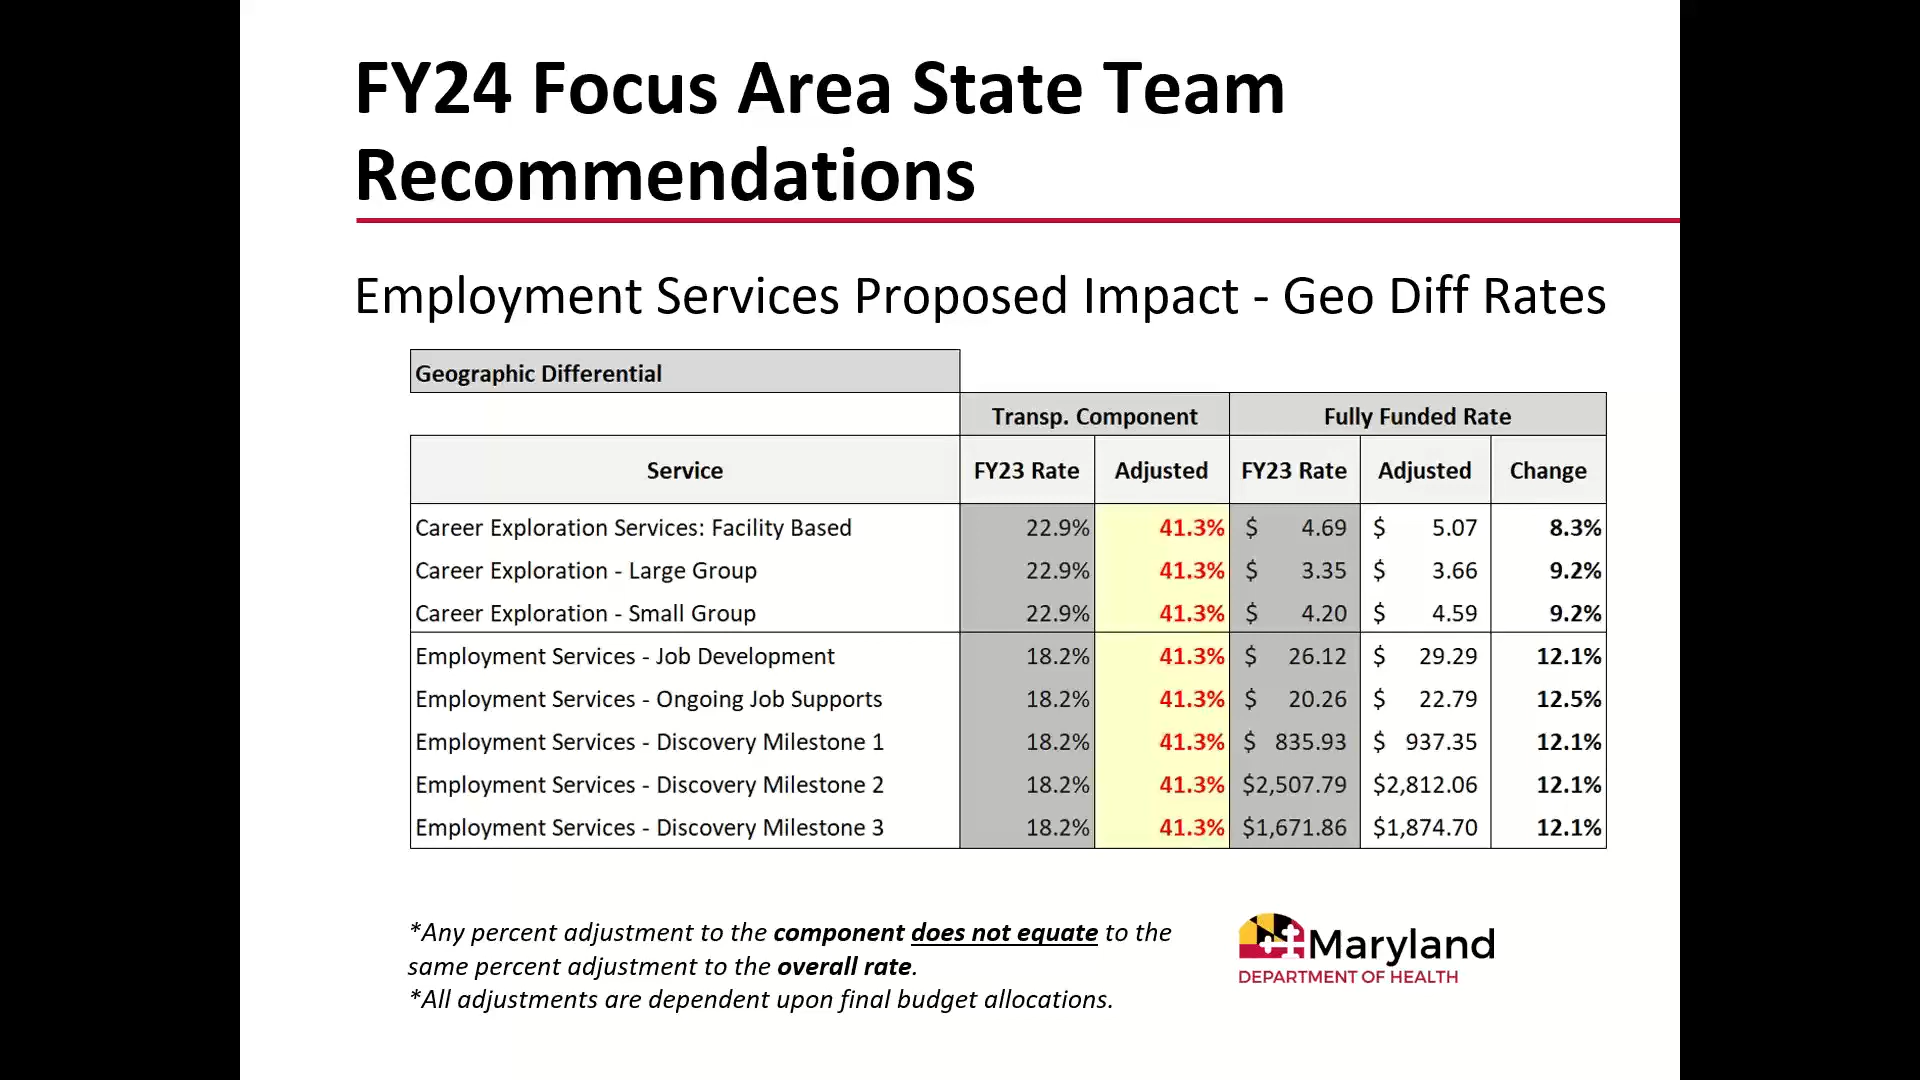 FY24 Focus Area State Team
Recommendations
Employment Services Proposed Impact - Geo Diff Rates
Geographic Differential
Transp. Component Fully Funded Rate
Service FY23 Rate Adjusted FY23 Rate Adjusted Change
Career Exploration Services: Facility Based 22.9% 41.3% $ 4.69 $ 5.07 8.3%
Career Exploration - Large Group 22.9% 41.3% $ 3.35 $ 3.66 9.2%
Career Exploration - Small Group 22.9% 41.3% $ 4.20 $ 4.59 9.2%
Employment Services - Job Development 18.2% 41.3% $ 26.12 $ 29.29 12.1%
Employment Services - Ongoing Job Supports 18.2% 41.3% $ 20.26 $ 22.79 12.5%
Employment Services - Discovery Milestone 1 18.2% 41.3% $ 835.93 $ 937.35 12.1%
Employment Services - Discovery Milestone 2 18.2% 41.3% $2,507.79 $2,812.06 12.1%
Employment Services - Discovery Milestone 3 18.2% 41.3% $1,671.86 $1,874.70 12.1%
*Any percent adjustment to the component does not equate to the
same percent adjustment to the overall rate.
*All adjustments are dependent upon final budget allocations.
Maryland
DEPARTMENT OF HEALTH